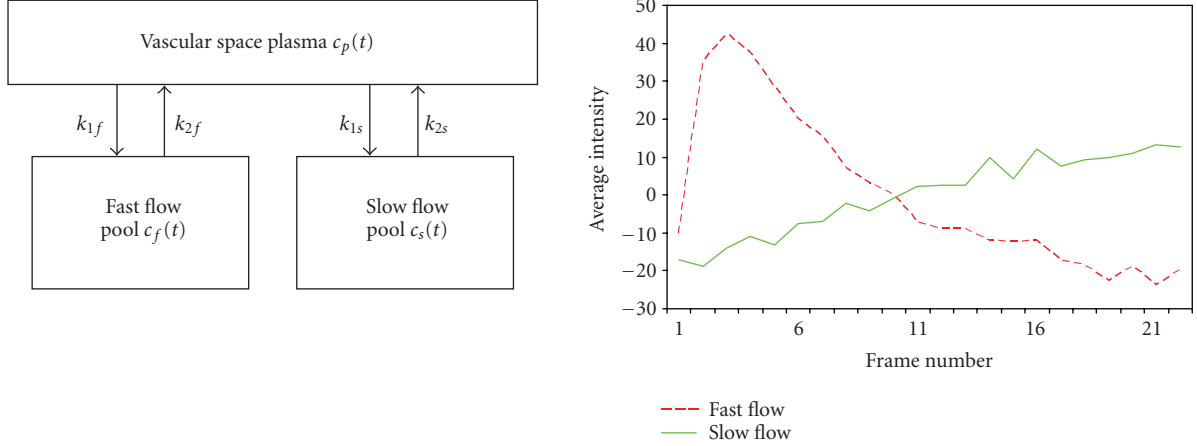 Vascular space plasma c_p(t)
k_{1f}
k_{2f}
k_{1s}
k_{2s}
Fast flow
pool c_f(t)
Slow flow
pool c_s(t)
Average intensity
50
40
30
20
10
0
−10
−20
−30
1
6
11
16
21
Frame number
Fast flow
Slow flow